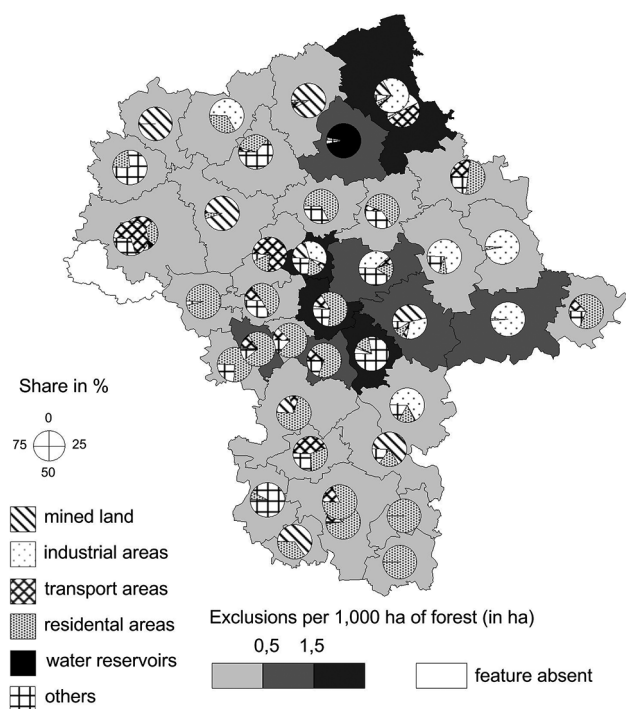 Share in %
0
75 25
50
mined land
industrial areas
transport areas
residental areas
water reservoirs
others
Exclusions per 1,000 ha of forest (in ha)
0,5 1,5
feature absent